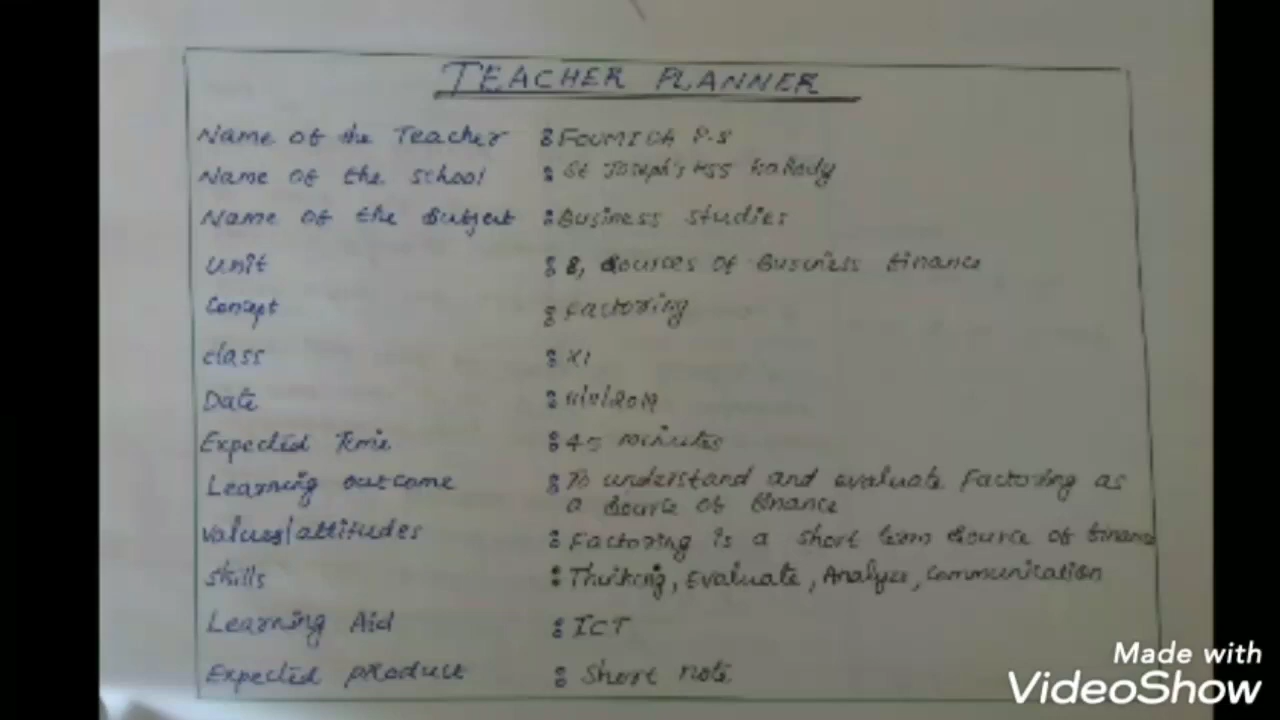 TEACHER PLANNER
Name of the Teacher : FOUMIDA P.S
Name of the school : St Joseph's HSS
Name of the Subject : Business studies
Unit : 8, Sources of Business finance
Concept : Factoring
class : XI
Date
Expected Time : 45 minutes
Learning outcome : To understand and evaluate Factoring as
a source of finance
values/attitudes : Factoring is a short term source of finance
skills : Thinking, Evaluate, Analyze, Communication
Learning Aid : ICT
Expected product : Short note
Made with
VideoShow